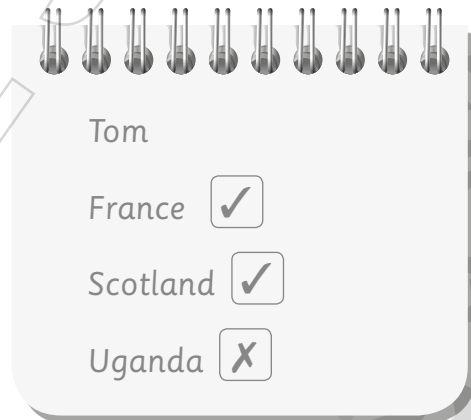 Tom
France ✓
Scotland ✓
Uganda ✗